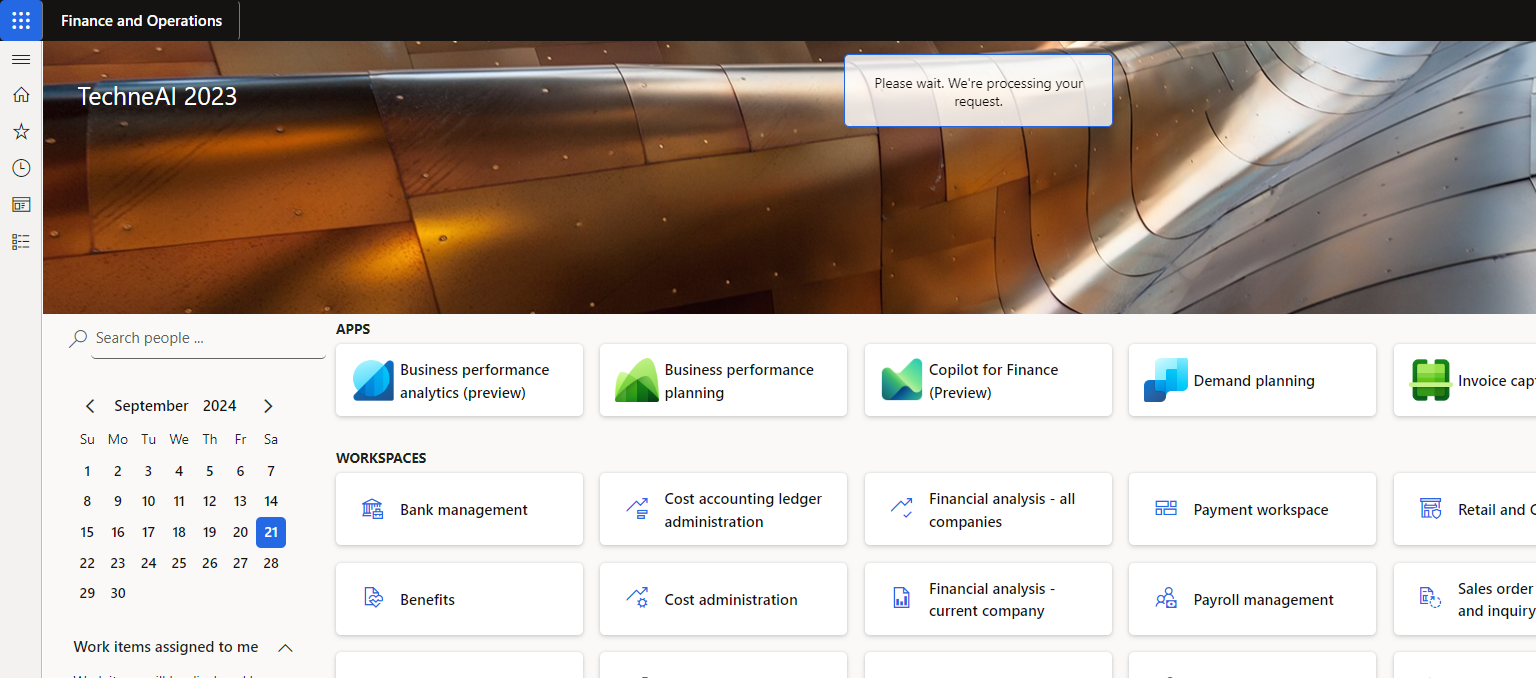 Finance and Operations
TechneAI 2023
Please wait. We're processing your
request.
Search people ...
September 2024
Su Mo Tu We Th Fr Sa
1 2 3 4 5 6 7
8 9 10 11 12 13 14
15 16 17 18 19 20 21
22 23 24 25 26 27 28
29 30
Work items assigned to me
APPS
Business performance
analytics (preview)
Business performance
planning
Copilot for Finance
(Preview)
Demand planning
Invoice
WORKSPACES
Bank management
Cost accounting ledger
administration
Financial analysis - all
companies
Payment workspace
Retail and
Benefits
Cost administration
Financial analysis -
current company
Payroll management
Sales order
and inquiry